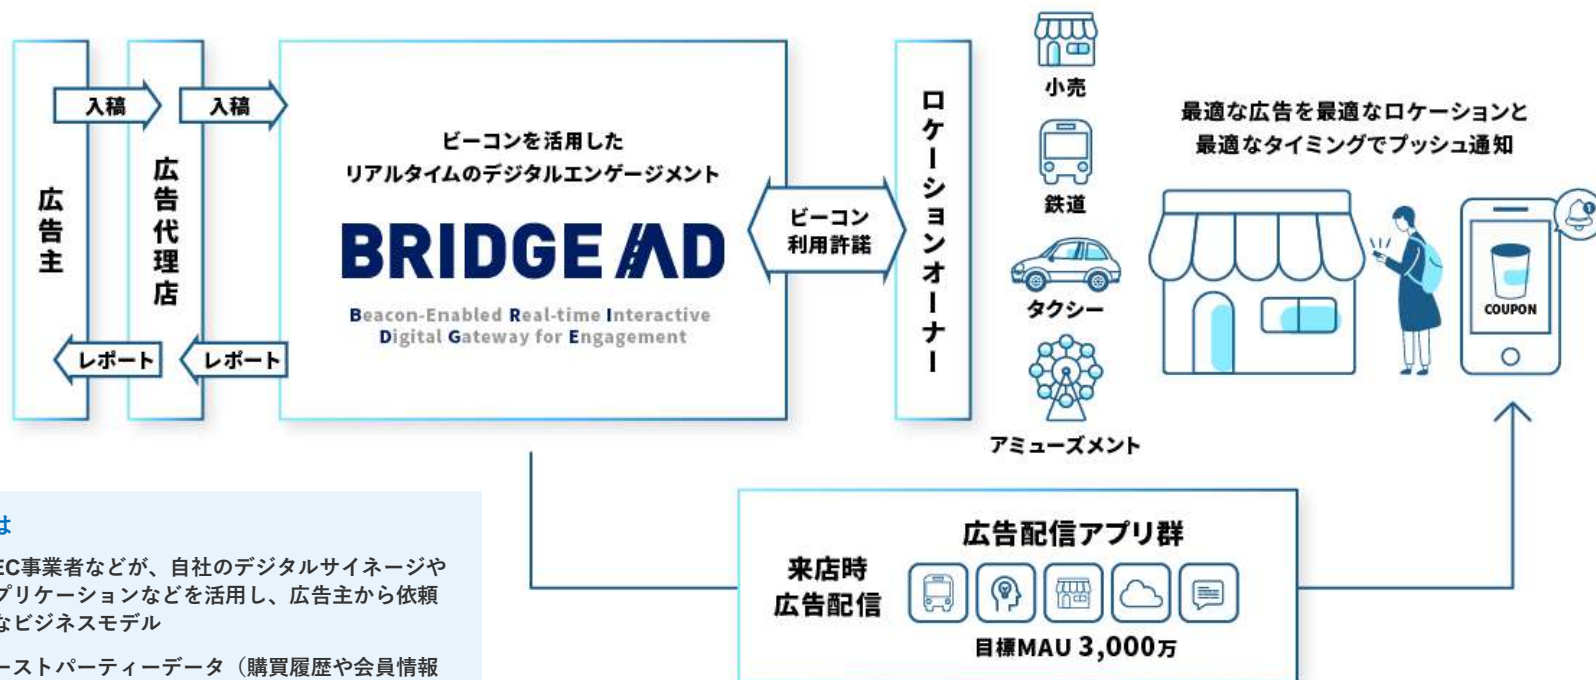 広告主
入稿
広告代理店
入稿
レポート
レポート
ビーコンを活用した
リアルタイムのデジタルエンゲージメント
BRIDGE AD
Beacon-Enabled Real-time Interactive
Digital Gateway for Engagement
ビーコン
利用許諾
ロケーションオーナー
小売
鉄道
タクシー
アミューズメント
最適な広告を最適なロケーションと
最適なタイミングでプッシュ通知
1
COUPON
来店時
広告配信
広告配信アプリ群
目標MAU 3,000万
は
EC事業者などが、自社のデジタルサイネージや
プリケーションなどを活用し、広告主から依頼
なビジネスモデル
ーストパーティーデータ（購買履歴や会員情報